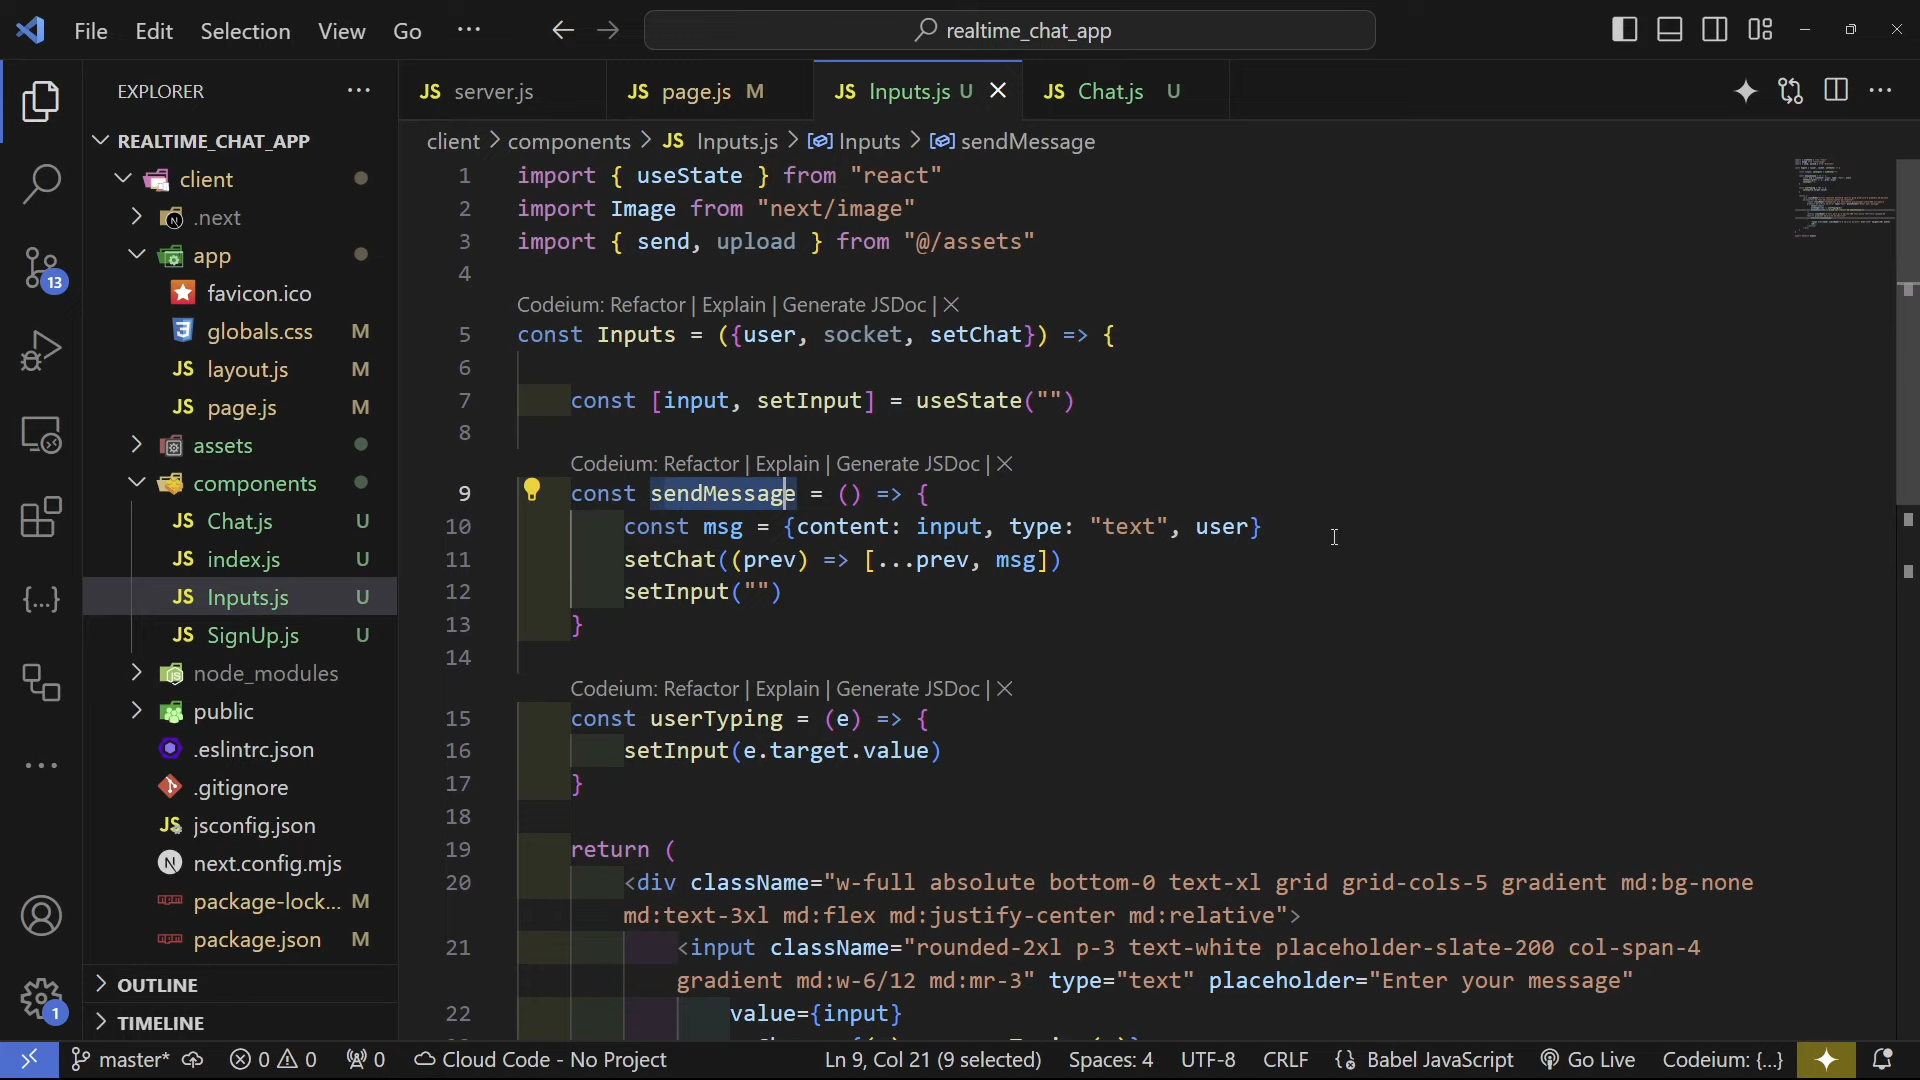 File Edit Selection View Go ...
realtime_chat_app
EXPLORER ...
JS server.js
JS page.js M
JS Inputs.js U
JS Chat.js U
client > components > JS Inputs.js > Inputs > sendMessage
REALTIME_CHAT_APP
client
.next
app
favicon.ico
globals.css M
layout.js M
page.js M
assets
components
Chat.js U
index.js U
Inputs.js U
SignUp.js U
node_modules
public
.eslintrc.json
.gitignore
jsconfig.json
next.config.mjs
package-lock... M
package.json M
OUTLINE
TIMELINE
13
1
1 import { useState } from "react"
2 import Image from "next/image"
3 import { send, upload } from "@/assets"
4
Codeium: Refactor | Explain | Generate JSDoc | X
5 const Inputs = ({user, socket, setChat}) => {
6
7 const [input, setInput] = useState("")
8
Codeium: Refactor | Explain | Generate JSDoc | X
9 const sendMessage = () => {
10 const msg = {content: input, type: "text", user}
11 setChat((prev) => [...prev, msg])
12 setInput("")
13 }
14
Codeium: Refactor | Explain | Generate JSDoc | X
15 const userTyping = (e) => {
16 setInput(e.target.value)
17 }
18
19 return (
20 <div className="w-full absolute bottom-0 text-xl grid grid-cols-5 gradient md:bg-none
md:text-3xl md:flex md:justify-center md:relative">
21 <input className="rounded-2xl p-3 text-white placeholder-slate-200 col-span-4
gradient md:w-6/12 md:mr-3" type="text" placeholder="Enter your message"
22 value={input}
master* 0 0 0 Cloud Code - No Project Ln 9, Col 21 (9 selected) Spaces: 4 UTF-8 CRLF Babel JavaScript Go Live Codeium: {...}